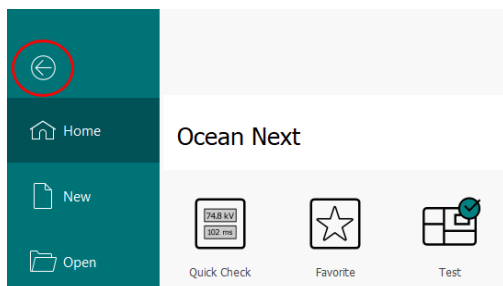 Home
Ocean Next
New
74.8 kV
102 ms
Open
Quick Check
Favorite
Test